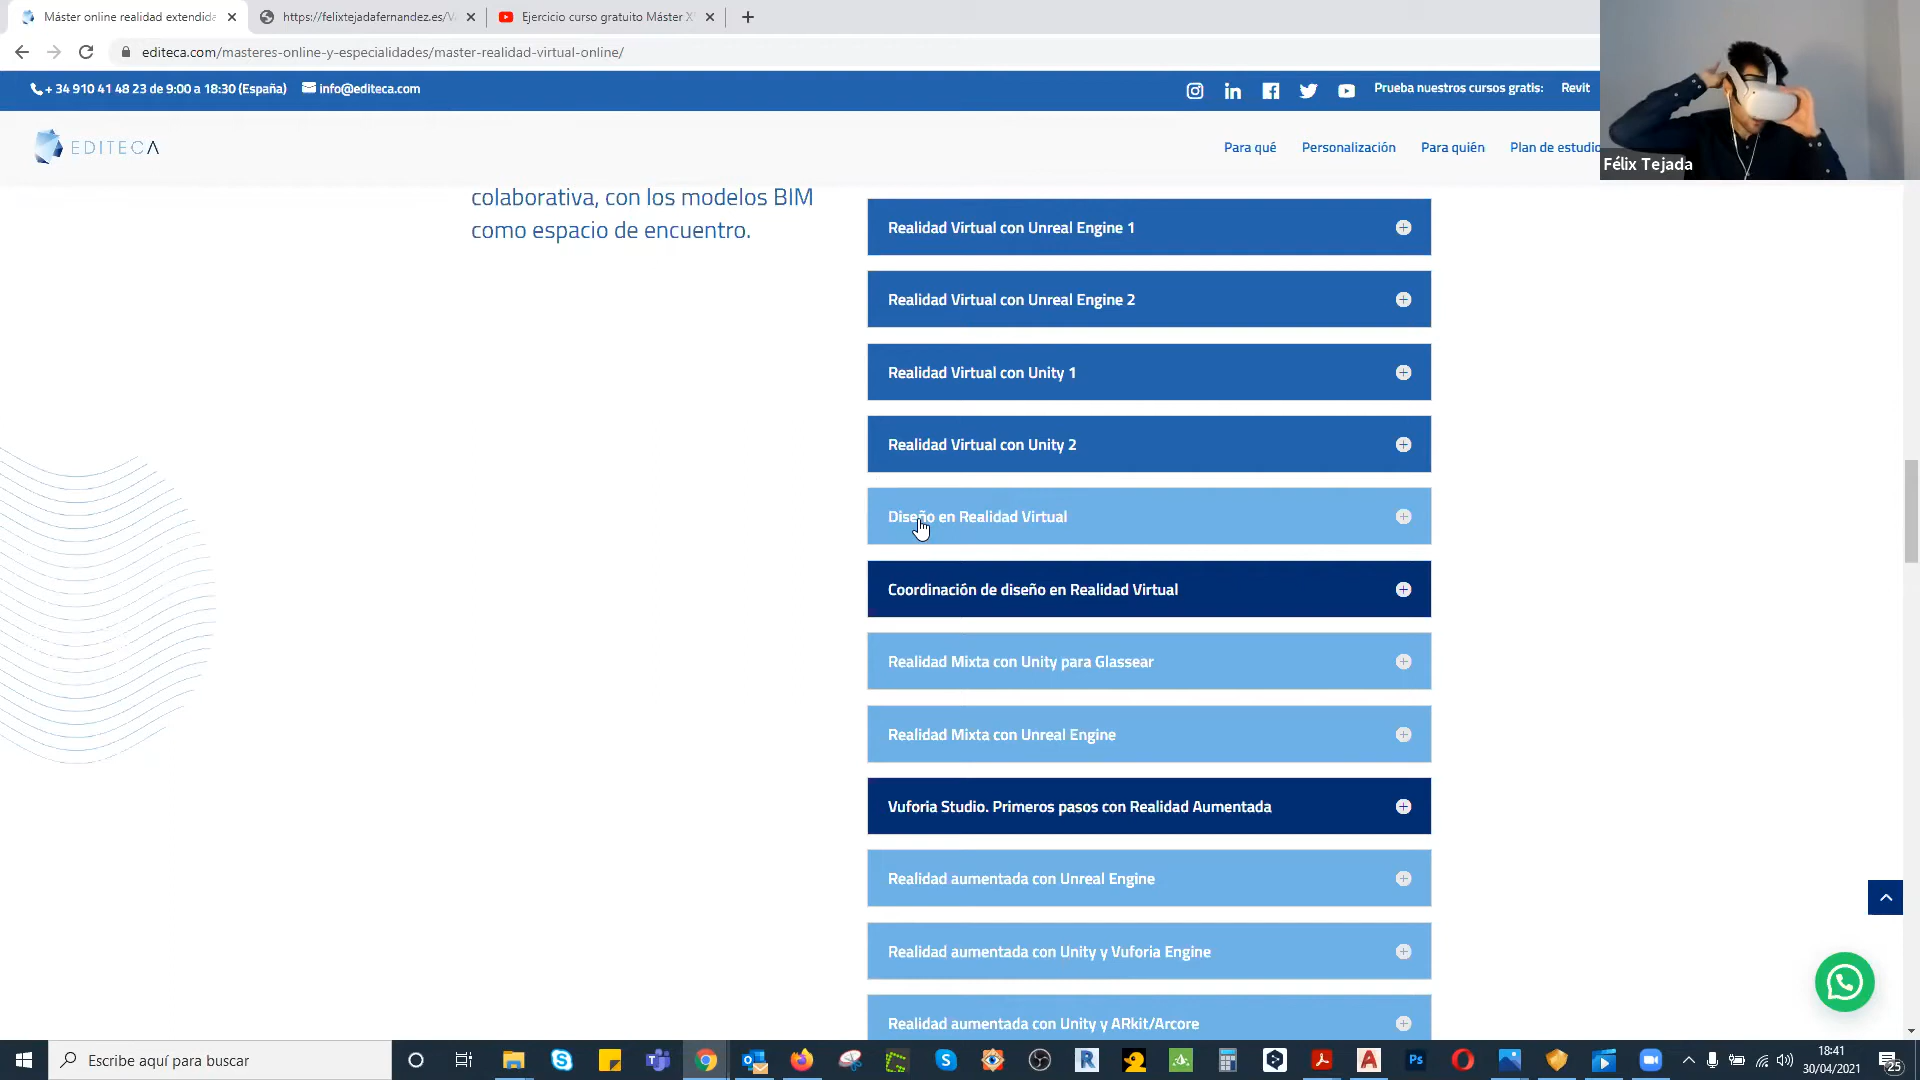 Máster online realidad extendida
https://felixtejadafernandez.es/V
Ejercicio curso gratuito Máster X
editeca.com/masteres-online-y-especialidades/master-realidad-virtual-online/
+ 34 910 41 48 23 de 9:00 a 18:30 (España)
info@editeca.com
Prueba nuestros cursos gratis:
Revit
EDITECA
Para qué
Personalización
Para quién
Plan de estudio
Félix Tejada
colaborativa, con los modelos BIM
como espacio de encuentro.
Realidad Virtual con Unreal Engine 1
Realidad Virtual con Unreal Engine 2
Realidad Virtual con Unity 1
Realidad Virtual con Unity 2
Diseño en Realidad Virtual
Coordinación de diseño en Realidad Virtual
Realidad Mixta con Unity para Glassear
Realidad Mixta con Unreal Engine
Vuforia Studio. Primeros pasos con Realidad Aumentada
Realidad aumentada con Unreal Engine
Realidad aumentada con Unity y Vuforia Engine
Realidad aumentada con Unity y ARkit/Arcore
Escribe aquí para buscar
18:41
30/04/2021
25